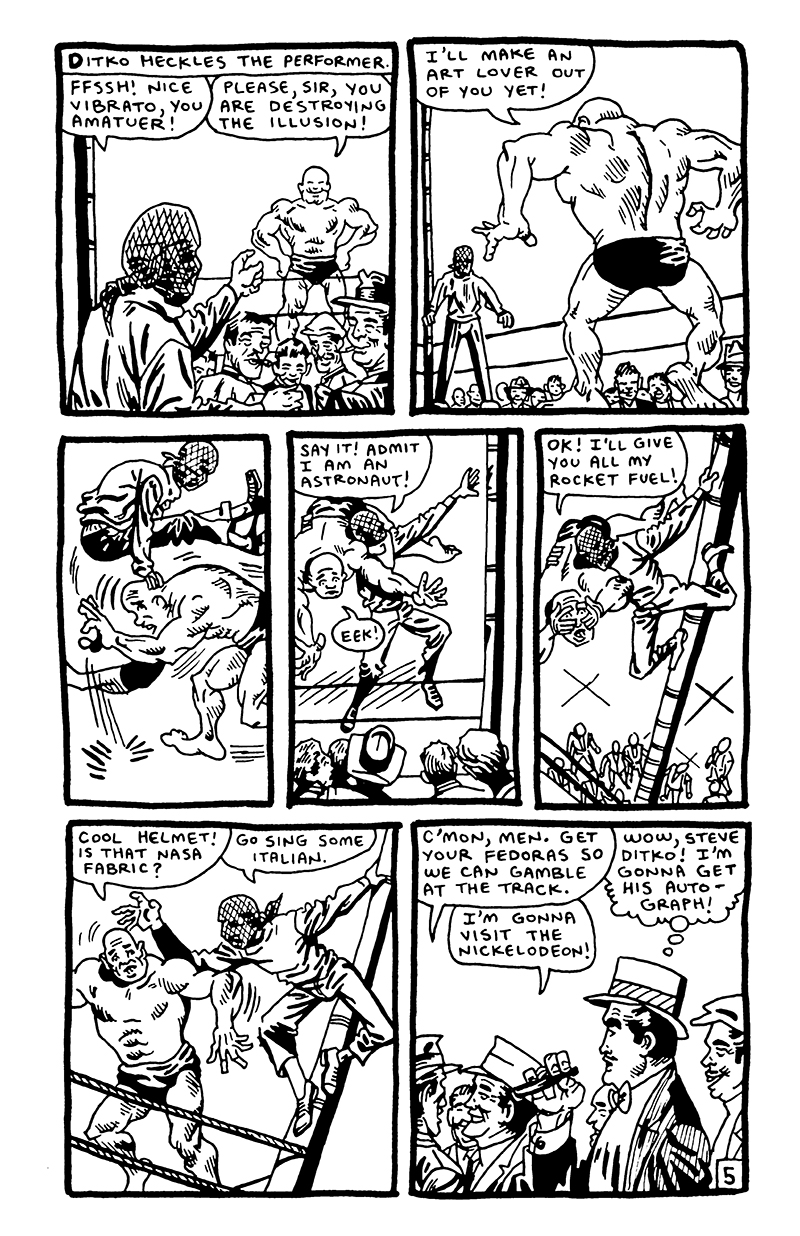 DITKO HECKLES THE PERFORMER.
FFSSH! NICE
VIBRATO, YOU
AMATUER!
PLEASE, SIR, YOU
ARE DESTROYING
THE ILLUSION!
I'LL MAKE AN
ART LOVER OUT
OF YOU YET!
SAY IT! ADMIT
I AM AN
ASTRONAUT!
EEK!
OK! I'LL GIVE
YOU ALL MY
ROCKET FUEL!
COOL HELMET!
IS THAT NASA
FABRIC?
GO SING SOME
ITALIAN.
C'MON, MEN. GET
YOUR FEDORAS SO
WE CAN GAMBLE
AT THE TRACK.
I'M GONNA
VISIT THE
NICKELODEON!
WOW, STEVE
DITKO! I'M
GONNA GET
HIS AUTO-
GRAPH!
5